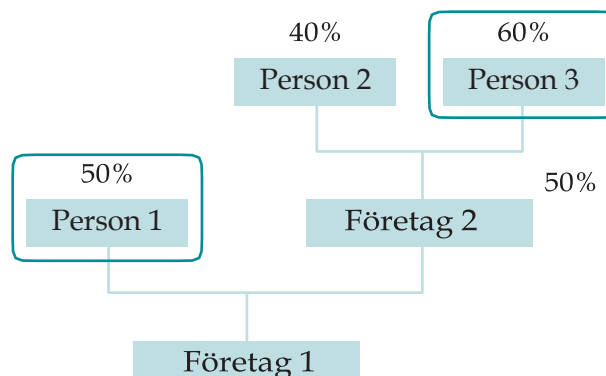 40%
60%
Person 2
Person 3
50%
50%
Person 1
Företag 2
Företag 1